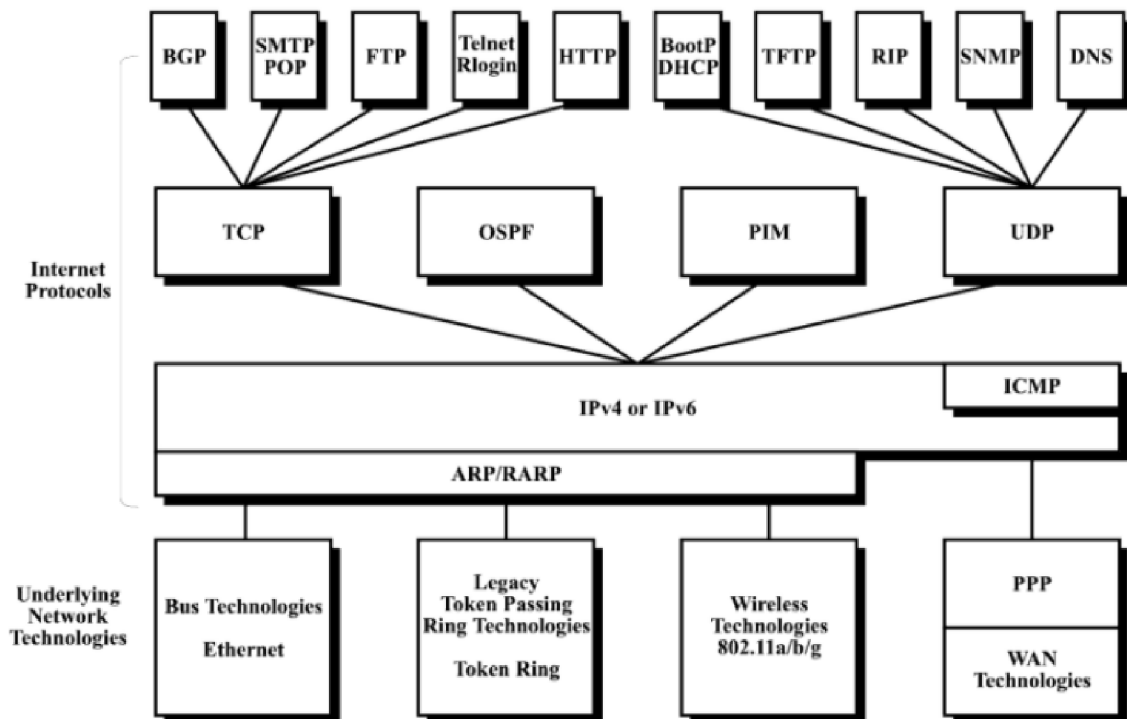 BGP
SMTP
POP
FTP
Telnet
Rlogin
HTTP
BootP
DHCP
TFTP
RIP
SNMP
DNS
TCP
OSPF
PIM
UDP
Internet
Protocols
IPv4 or IPv6
ICMP
ARP/RARP
Underlying
Network
Technologies
Bus Technologies
Ethernet
Legacy
Token Passing
Ring Technologies
Token Ring
Wireless
Technologies
802.11a/b/g
PPP
WAN
Technologies